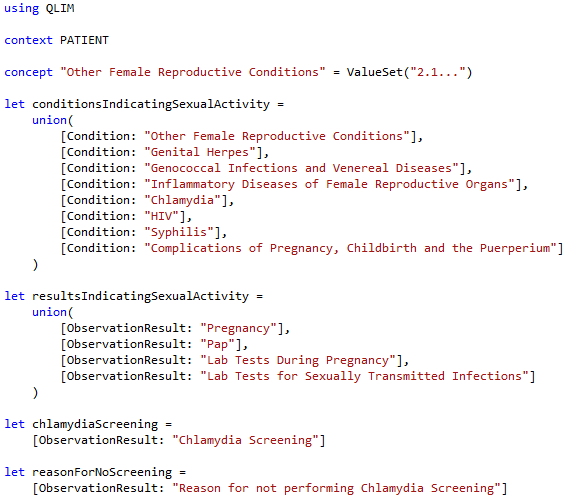 using QLIM
context PATIENT
concept "Other Female Reproductive Conditions" = ValueSet("2.1...")
let conditionsIndicatingSexualActivity =
union(
[Condition: "Other Female Reproductive Conditions"],
[Condition: "Genital Herpes"],
[Condition: "Genococcal Infections and Venereal Diseases"],
[Condition: "Inflammatory Diseases of Female Reproductive Organs"],
[Condition: "Chlamydia"],
[Condition: "HIV"],
[Condition: "Syphilis"],
[Condition: "Complications of Pregnancy, Childbirth and the Puerperium"]
)
let resultsIndicatingSexualActivity =
union(
[ObservationResult: "Pregnancy"],
[ObservationResult: "Pap"],
[ObservationResult: "Lab Tests During Pregnancy"],
[ObservationResult: "Lab Tests for Sexually Transmitted Infections"]
)
let chlamydiaScreening =
[ObservationResult: "Chlamydia Screening"]
let reasonForNoScreening =
[ObservationResult: "Reason for not performing Chlamydia Screening"]